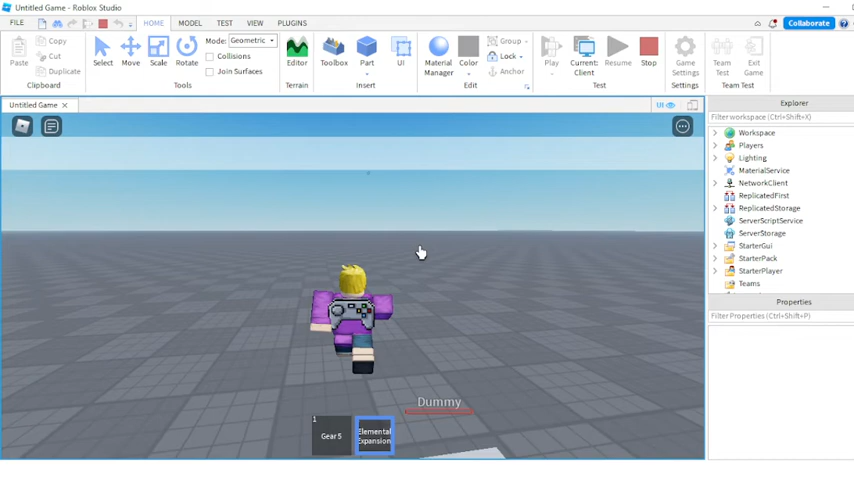 Untitled Game - Roblox Studio
FILE
HOME
MODEL
TEST
VIEW
PLUGINS
Collaborate
Paste
Copy
Cut
Duplicate
Clipboard
Select
Move
Scale
Rotate
Mode: Geometric
Collisions
Join Surfaces
Tools
Editor
Terrain
Toolbox
Part
UI
Insert
Material
Manager
Color
Group
Lock
Anchor
Edit
Play
Current:
Client
Resume
Stop
Test
Game
Settings
Settings
Team
Test
Exit
Game
Team Test
Untitled Game
UI
Explorer
Filter workspace (Ctrl+Shift+X)
Workspace
Players
Lighting
MaterialService
NetworkClient
ReplicatedFirst
ReplicatedStorage
ServerScriptService
ServerStorage
StarterGui
StarterPack
StarterPlayer
Teams
Properties
Filter Properties (Ctrl+Shift+P)
Dummy
1
Gear 5
Elemental
Expansion